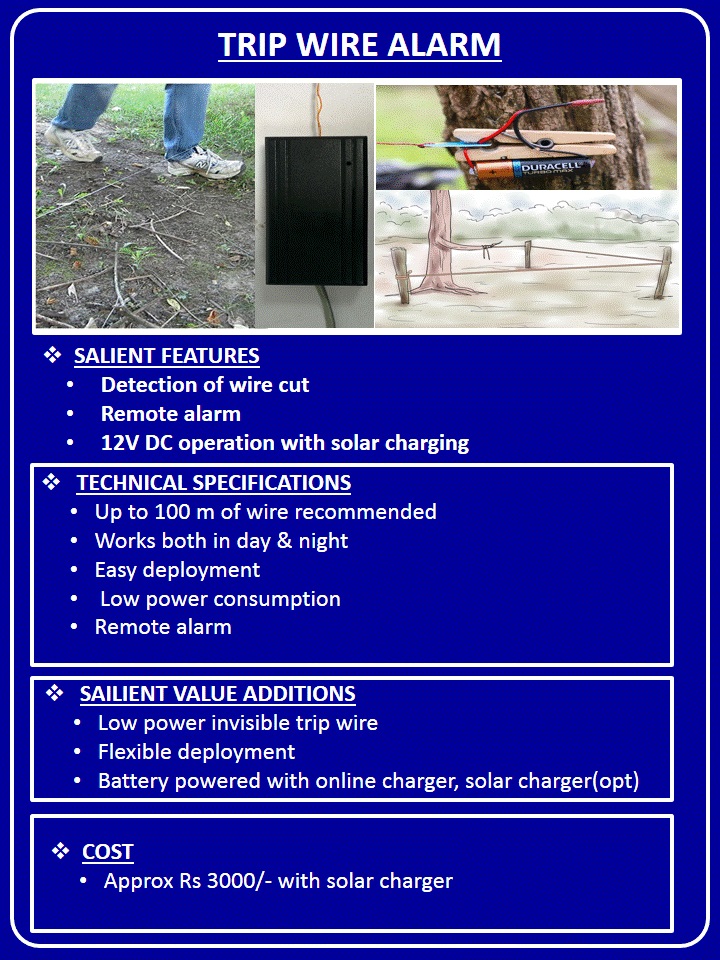 TRIP WIRE ALARM
DURACELL
TURBO MAX
❖ SALIENT FEATURES
• Detection of wire cut
• Remote alarm
• 12V DC operation with solar charging
❖ TECHNICAL SPECIFICATIONS
• Up to 100 m of wire recommended
• Works both in day & night
• Easy deployment
• Low power consumption
• Remote alarm
❖ SAILIENT VALUE ADDITIONS
• Low power invisible trip wire
• Flexible deployment
• Battery powered with online charger, solar charger(opt)
❖ COST
• Approx Rs 3000/- with solar charger